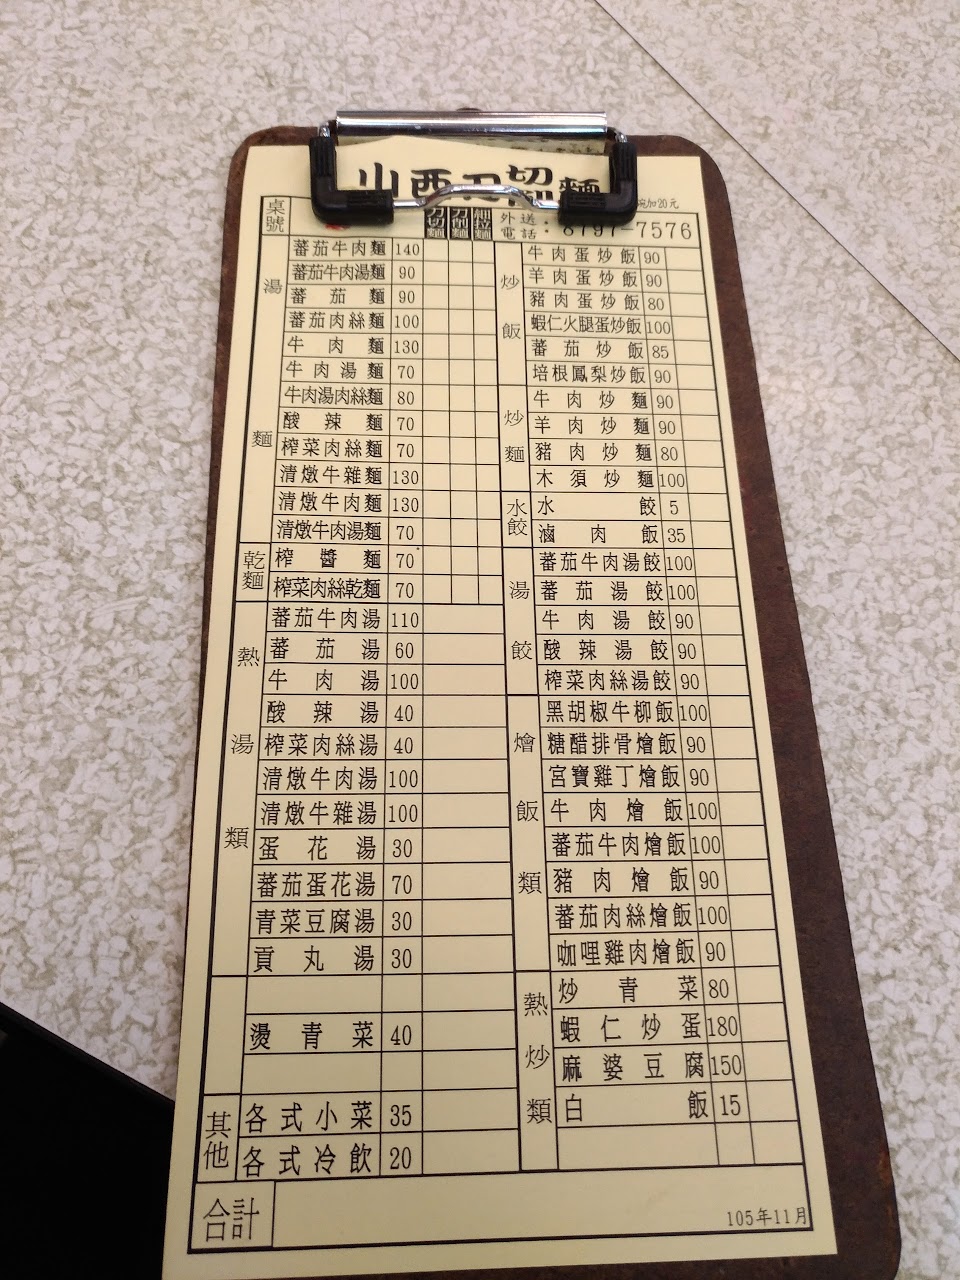 山西刀切麵
碗加20元
桌號
刀切麵 刀削麵 細拉麵
外送電話：8797-7576
湯麵
蕃茄牛肉麵 140
蕃茄牛肉湯麵 90
蕃茄麵 90
蕃茄肉絲麵 100
牛肉麵 130
牛肉湯麵 70
牛肉湯肉絲麵 80
酸辣麵 70
榨菜肉絲麵 70
清燉牛雜麵 130
清燉牛肉麵 130
清燉牛肉湯麵 70
乾麵
榨醬麵 70
榨菜肉絲乾麵 70
熱湯類
蕃茄牛肉湯 110
蕃茄湯 60
牛肉湯 100
酸辣湯 40
榨菜肉絲湯 40
清燉牛肉湯 100
清燉牛雜湯 100
蛋花湯 30
蕃茄蛋花湯 70
青菜豆腐湯 30
貢丸湯 30
燙青菜 40
其他
各式小菜 35
各式冷飲 20
炒飯
牛肉蛋炒飯 90
羊肉蛋炒飯 90
豬肉蛋炒飯 80
蝦仁火腿蛋炒飯 100
蕃茄炒飯 85
培根鳳梨炒飯 90
炒麵
牛肉炒麵 90
羊肉炒麵 90
豬肉炒麵 80
木須炒麵 100
水餃
水餃 5
滷肉飯 35
湯餃
蕃茄牛肉湯餃 100
蕃茄湯餃 100
牛肉湯餃 90
酸辣湯餃 90
榨菜肉絲湯餃 90
燴飯類
黑胡椒牛柳飯 100
糖醋排骨燴飯 90
宮寶雞丁燴飯 90
牛肉燴飯 100
蕃茄牛肉燴飯 100
豬肉燴飯 90
蕃茄肉絲燴飯 100
咖哩雞肉燴飯 90
熱炒類
炒青菜 80
蝦仁炒蛋 180
麻婆豆腐 150
白飯 15
合計
105年11月